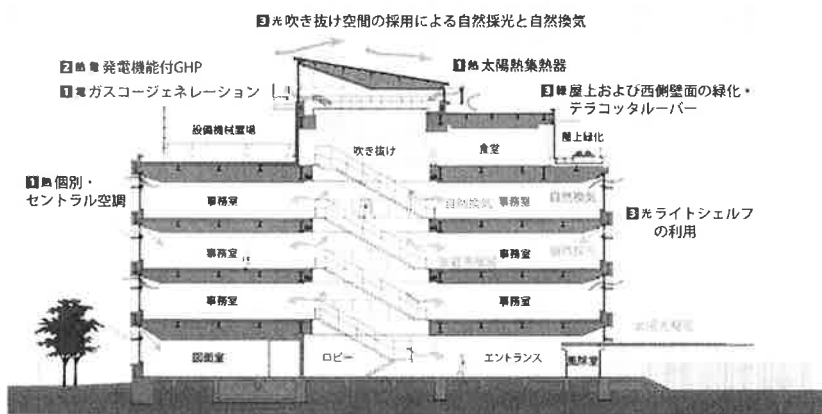 3光吹き抜け空間の採用による自然採光と自然換気
2熱電発電機能付GHP
1熱太陽熱集熱器
1電ガスコージェネレーション
3緑屋上および西側壁面の緑化・
テラコッタルーバー
設備機械置場
吹き抜け
食堂
屋上緑化
1熱個別・
セントラル空調
事務室
自然換気
事務室
自然換気
3光ライトシェルフ
の利用
事務室
事務室
自然採光
事務室
事務室
図面室
ロビー
エントランス
風除室